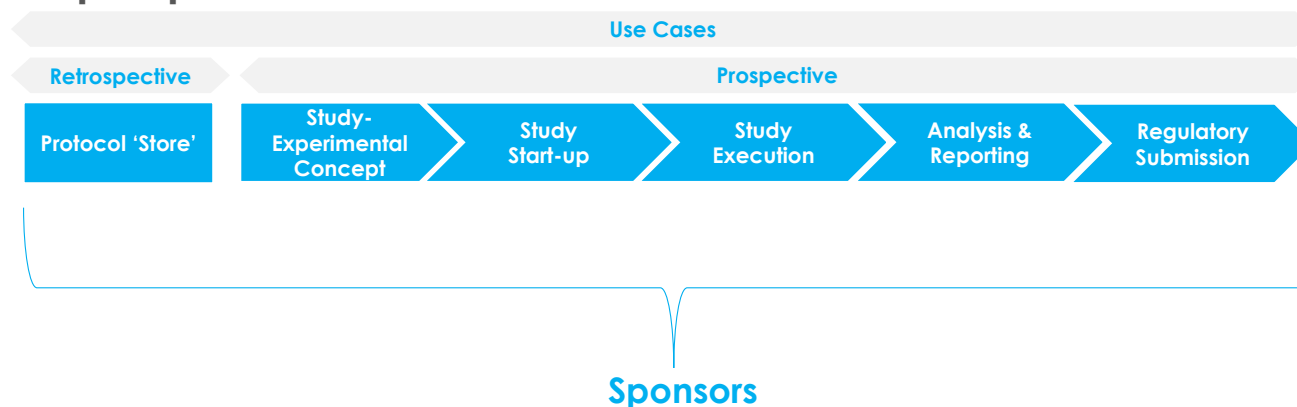 Use Cases
Retrospective
Prospective
Protocol ‘Store’
Study-
Experimental
Concept
Study
Start-up
Study
Execution
Analysis &
Reporting
Regulatory
Submission
Sponsors